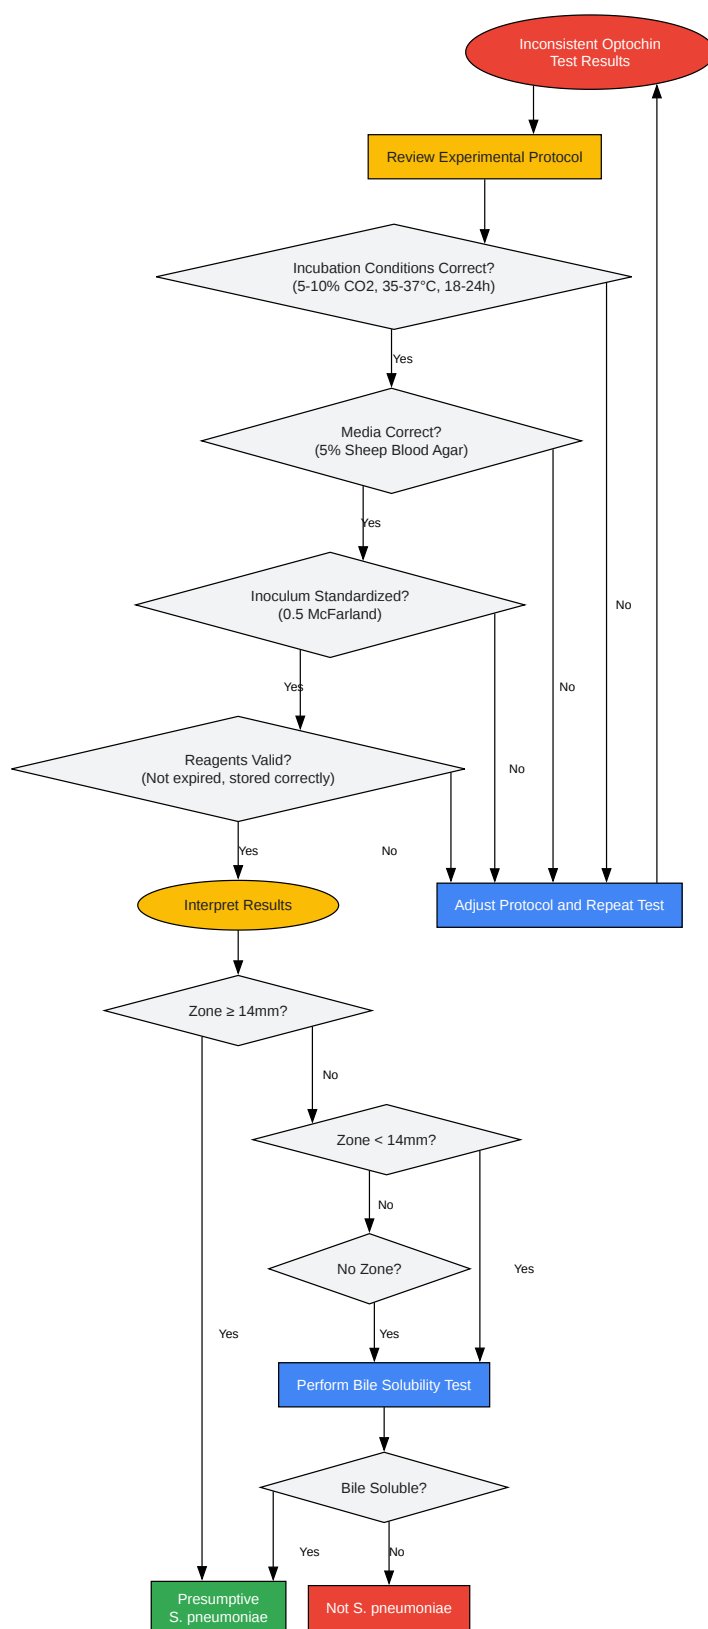 Inconsistent Optochin
Test Results
Review Experimental Protocol
Incubation Conditions Correct?
(5-10% CO2, 35-37°C, 18-24h)
Yes
Media Correct?
(5% Sheep Blood Agar)
Yes
Inoculum Standardized?
(0.5 McFarland)
No
Yes
No
Reagents Valid?
(Not expired, stored correctly)
No
Yes
No
Interpret Results
Adjust Protocol and Repeat Test
Zone ≥ 14mm?
No
Zone < 14mm?
No
No Zone?
Yes
Yes
Yes
Perform Bile Solubility Test
Bile Soluble?
Yes
No
Presumptive
S. pneumoniae
Not S. pneumoniae